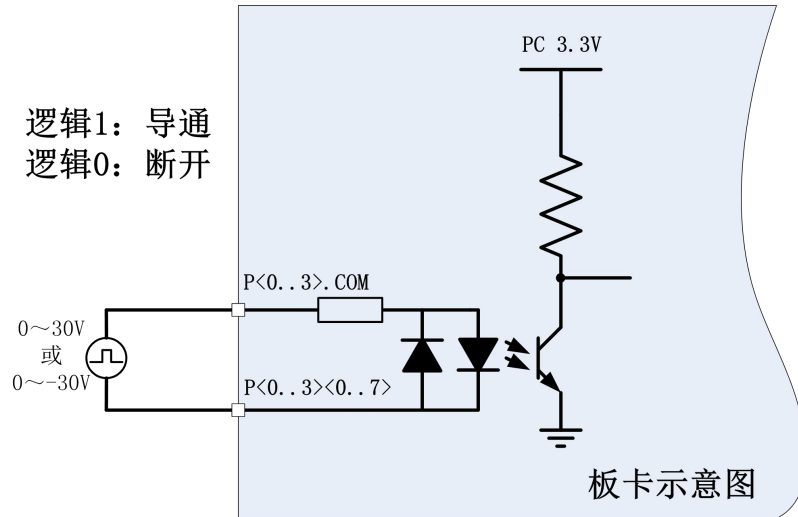 PC 3.3V
逻辑1: 导通
逻辑0: 断开
P<0..3>.COM
0～30V
或
0～-30V
P<0..3><0..7>
板卡示意图